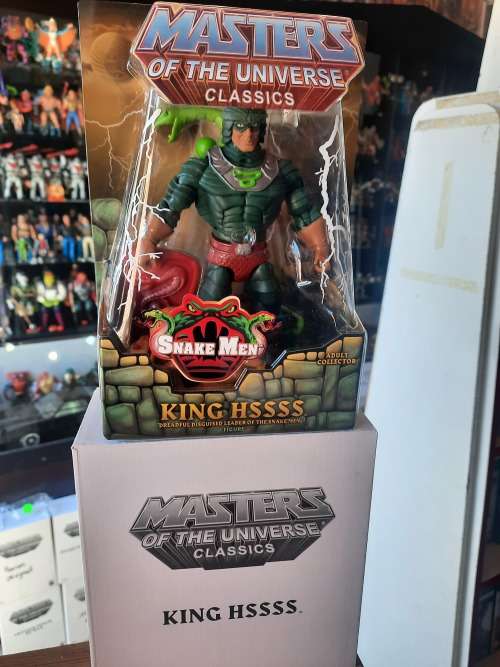 MASTERS
OF THE UNIVERSE
CLASSICS
SNAKE MEN
ADULT
COLLECTOR
KING HSSSS
DREADFUL DISGUISED LEADER OF THE SNAKE MEN
FIGURE
MASTERS
OF THE UNIVERSE
CLASSICS
KING HSSSS